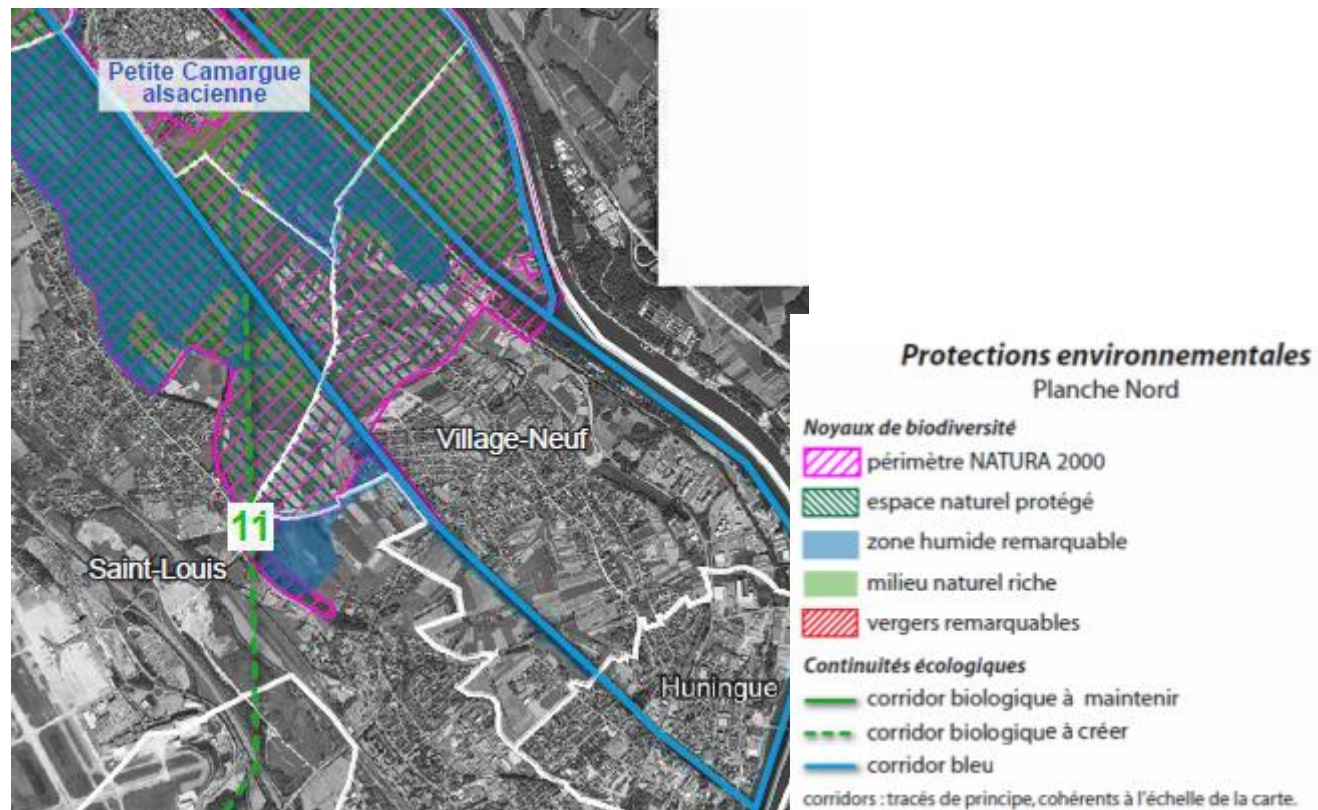 Petite Camargue
alsacienne
Village-Neuf
11
Saint-Louis
Huningue
Protections environnementales
Planche Nord
Noyaux de biodiversité
périmètre NATURA 2000
espace naturel protégé
zone humide remarquable
milieu naturel riche
vergers remarquables
Continuités écologiques
corridor biologique à maintenir
corridor biologique à créer
corridor bleu
corridors : tracés de principe, cohérents à l'échelle de la carte.